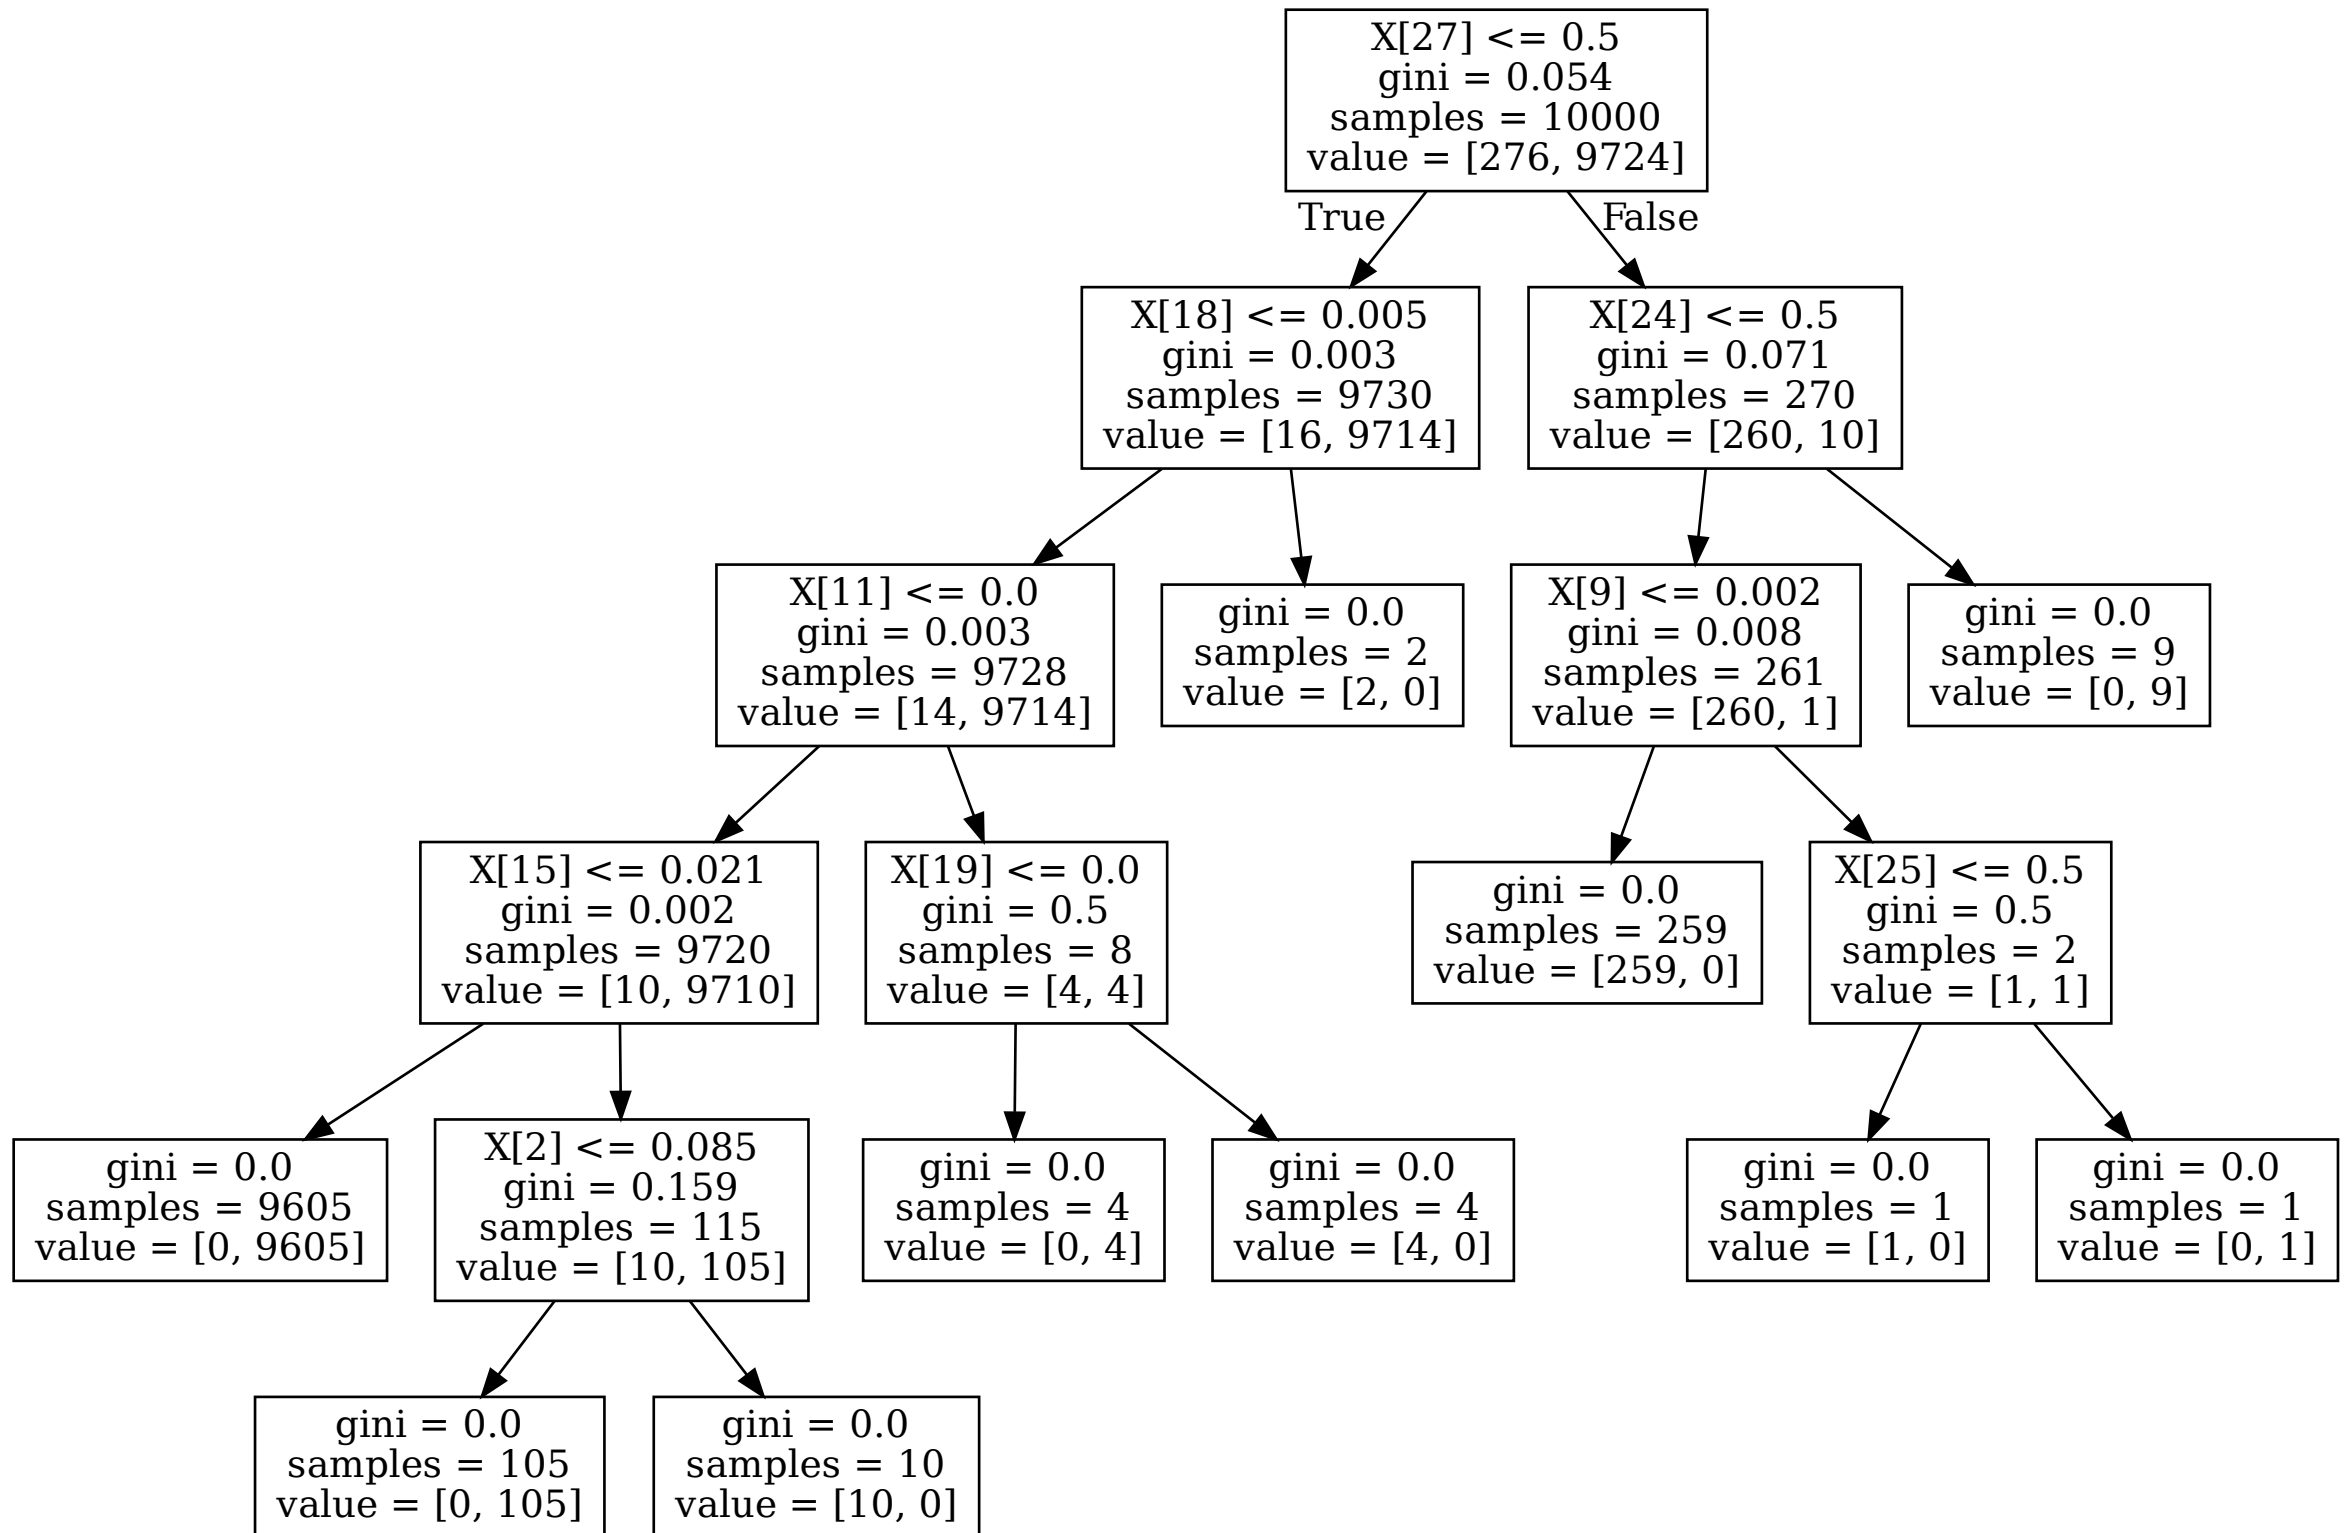 X[27] <= 0.5
gini = 0.054
samples = 10000
value = [276, 9724]
True
False
X[18] <= 0.005
gini = 0.003
samples = 9730
value = [16, 9714]
X[24] <= 0.5
gini = 0.071
samples = 270
value = [260, 10]
X[11] <= 0.0
gini = 0.003
samples = 9728
value = [14, 9714]
gini = 0.0
samples = 2
value = [2, 0]
X[9] <= 0.002
gini = 0.008
samples = 261
value = [260, 1]
gini = 0.0
samples = 9
value = [0, 9]
X[15] <= 0.021
gini = 0.002
samples = 9720
value = [10, 9710]
X[19] <= 0.0
gini = 0.5
samples = 8
value = [4, 4]
gini = 0.0
samples = 259
value = [259, 0]
X[25] <= 0.5
gini = 0.5
samples = 2
value = [1, 1]
gini = 0.0
samples = 9605
value = [0, 9605]
X[2] <= 0.085
gini = 0.159
samples = 115
value = [10, 105]
gini = 0.0
samples = 4
value = [0, 4]
gini = 0.0
samples = 4
value = [4, 0]
gini = 0.0
samples = 1
value = [1, 0]
gini = 0.0
samples = 1
value = [0, 1]
gini = 0.0
samples = 105
value = [0, 105]
gini = 0.0
samples = 10
value = [10, 0]